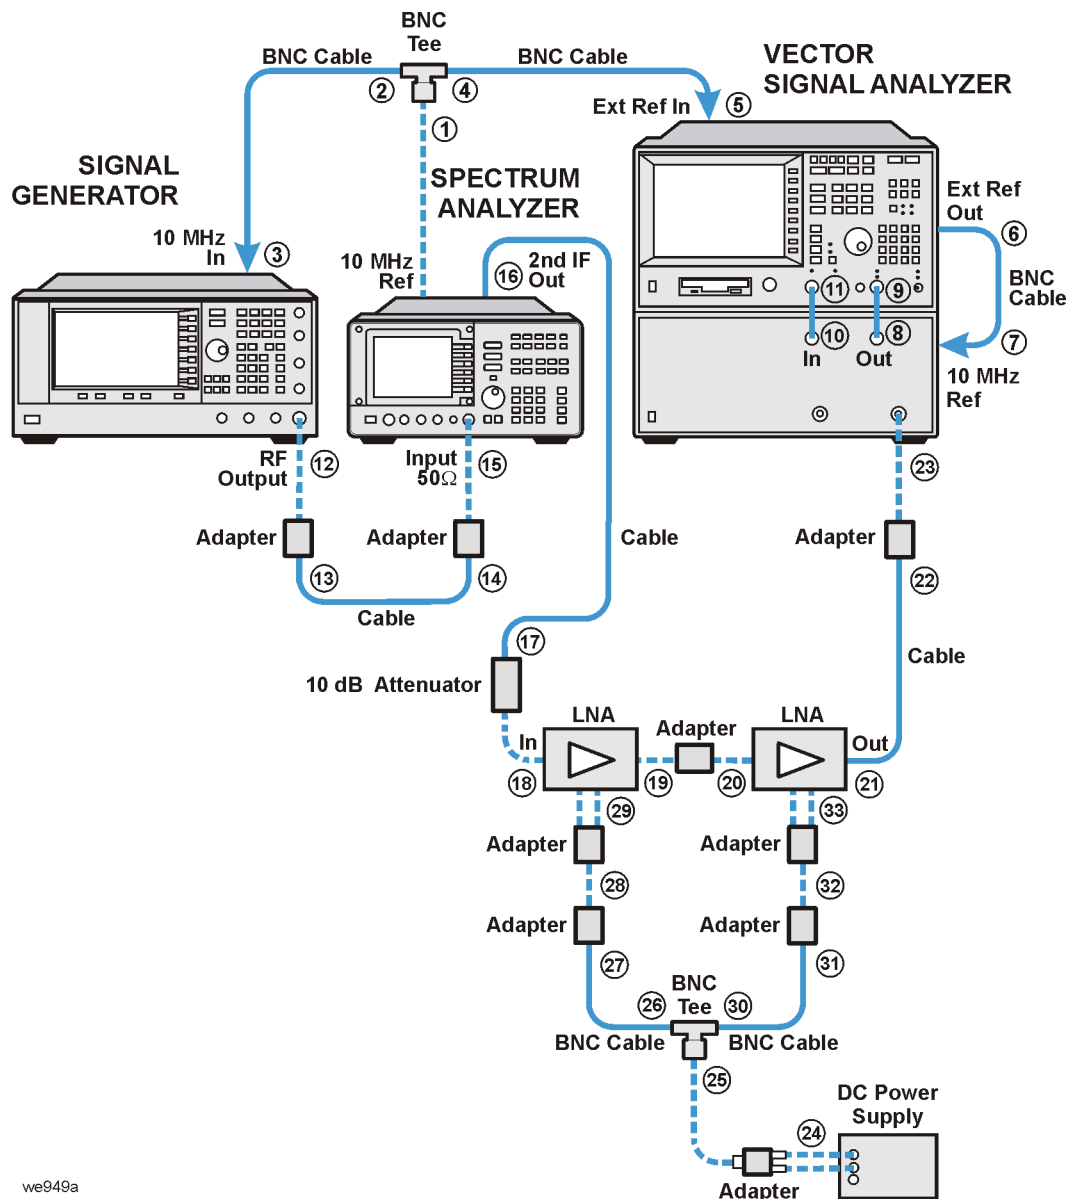 BNC
Tee
BNC Cable
BNC Cable
2
4
1
VECTOR
SIGNAL ANALYZER
Ext Ref In
5
SIGNAL
GENERATOR
SPECTRUM
ANALYZER
10 MHz
In
3
10 MHz
Ref
16
2nd IF
Out
Ext Ref
Out
6
BNC
Cable
7
10 MHz
Ref
11
9
10
8
In
Out
RF
Output
12
Input
50Ω
15
23
Adapter
Adapter
Adapter
13
14
22
Cable
Cable
17
Cable
10 dB Attenuator
LNA
Adapter
LNA
In
Out
18
19
20
21
29
33
Adapter
Adapter
28
32
Adapter
Adapter
27
31
BNC
Tee
26
30
BNC Cable
BNC Cable
25
DC Power
Supply
24
Adapter
we949a